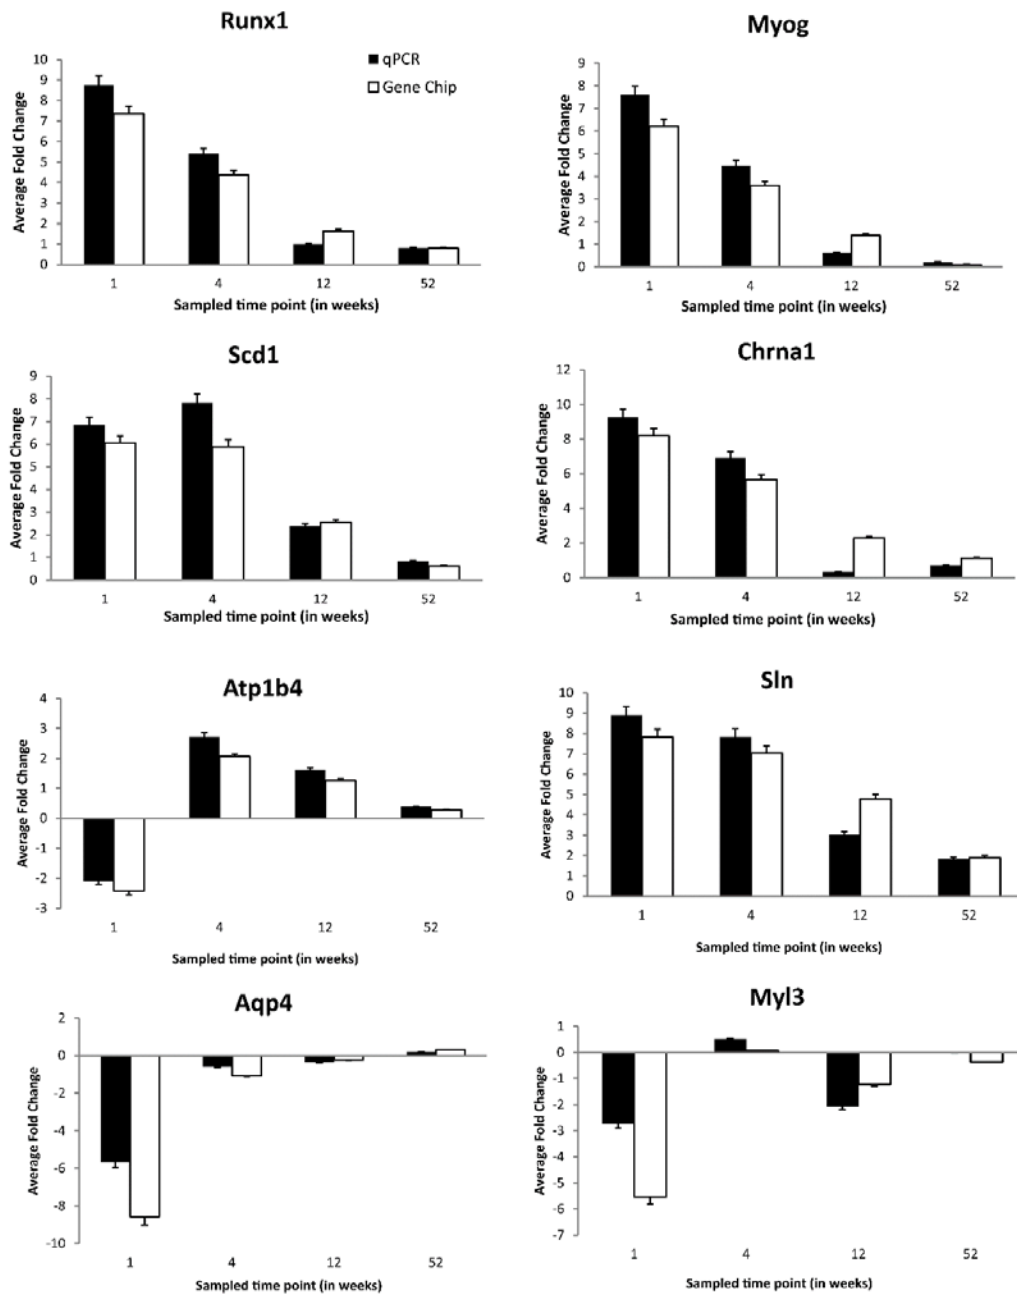 Runx1
qPCR
Gene Chip
Average Fold Change
10
9
8
7
6
5
4
3
2
1
0
1 4 12 52
Sampled time point (in weeks)
Myog
Average Fold Change
9
8
7
6
5
4
3
2
1
0
1 4 12 52
Sampled time point (in weeks)
Scd1
Average Fold Change
9
8
7
6
5
4
3
2
1
0
1 4 12 52
Sampled time point (in weeks)
Chrna1
Average Fold Change
12
10
8
6
4
2
0
1 4 12 52
Sampled time point (in weeks)
Atp1b4
Average Fold Change
4
3
2
1
0
-1
-2
-3
1 4 12 52
Sampled time point (in weeks)
Sln
Average Fold Change
10
9
8
7
6
5
4
3
2
1
0
1 4 12 52
Sampled time point (in weeks)
Aqp4
Average Fold Change
2
0
-2
-4
-6
-8
-10
1 4 12 52
Sampled time point (in weeks)
Myl3
Average Fold Change
1
0
-1
-2
-3
-4
-5
-6
-7
1 4 12 52
Sampled time point (in weeks)